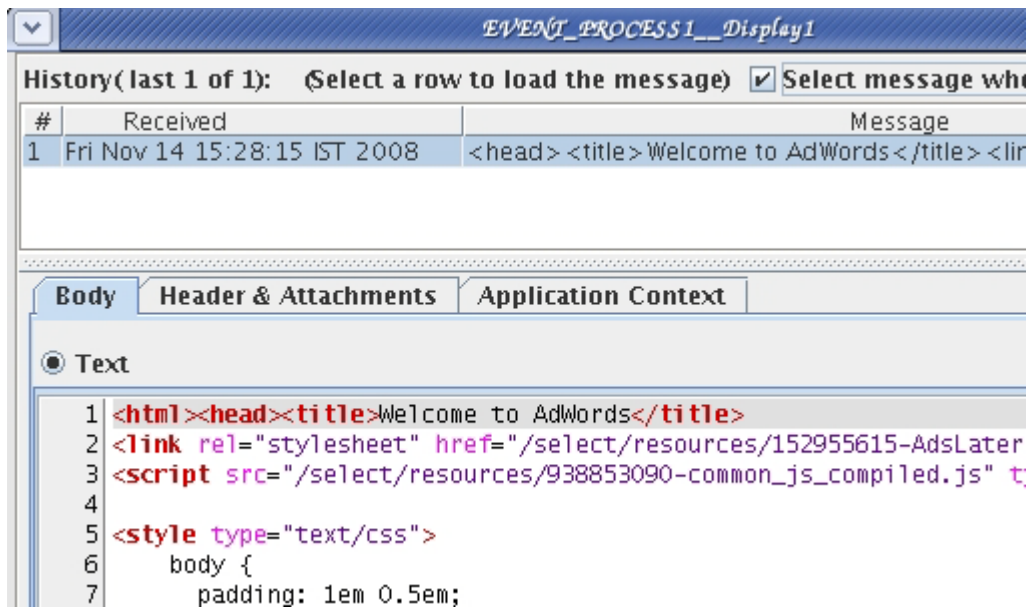 EVENT_PROCESS1__Display1
History( last 1 of 1): (Select a row to load the message) Select message whe
# Received Message
1 Fri Nov 14 15:28:15 IST 2008 <head><title>Welcome to AdWords</title><lin
Body Header & Attachments Application Context
Text
1 <html><head><title>Welcome to AdWords</title>
2 <link rel="stylesheet" href="/select/resources/152955615-AdsLater
3 <script src="/select/resources/938853090-common_js_compiled.js" ty
4
5 <style type="text/css">
6 body {
7 padding: 1em 0.5em;